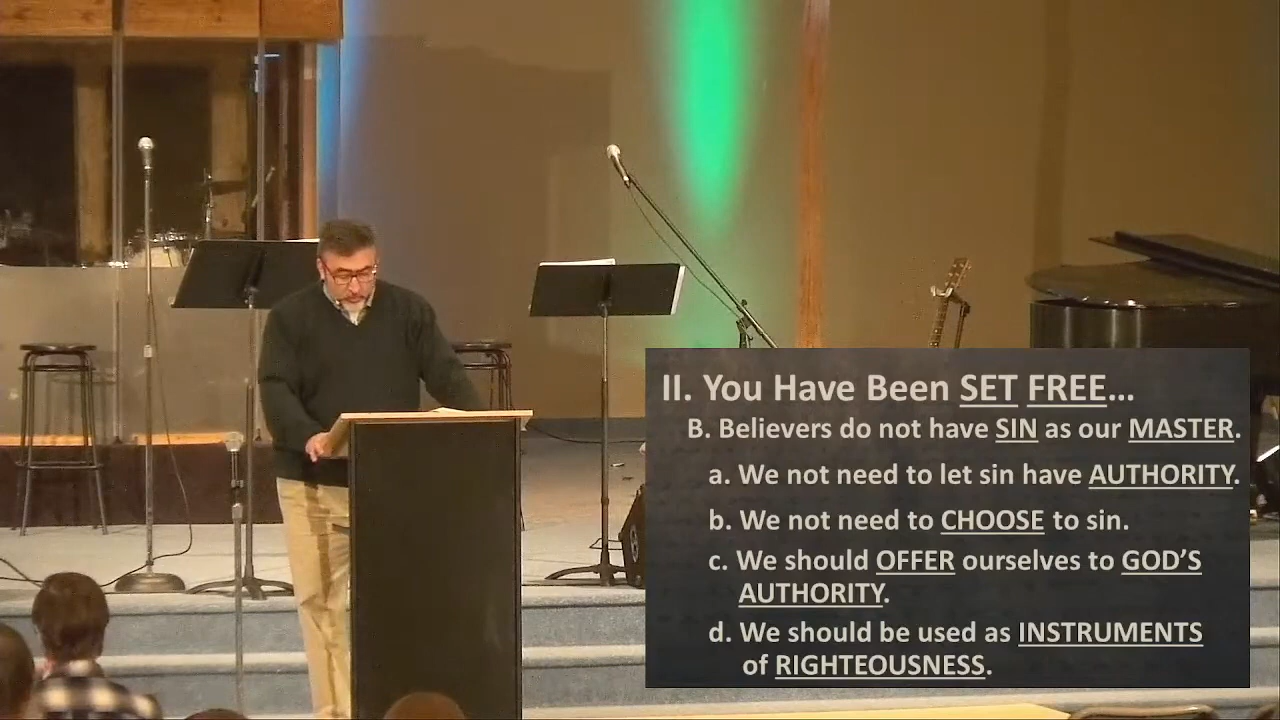 II. You Have Been SET FREE...
B. Believers do not have SIN as our MASTER.
a. We not need to let sin have AUTHORITY.
b. We not need to CHOOSE to sin.
c. We should OFFER ourselves to GOD'S
AUTHORITY.
d. We should be used as INSTRUMENTS
of RIGHTEOUSNESS.